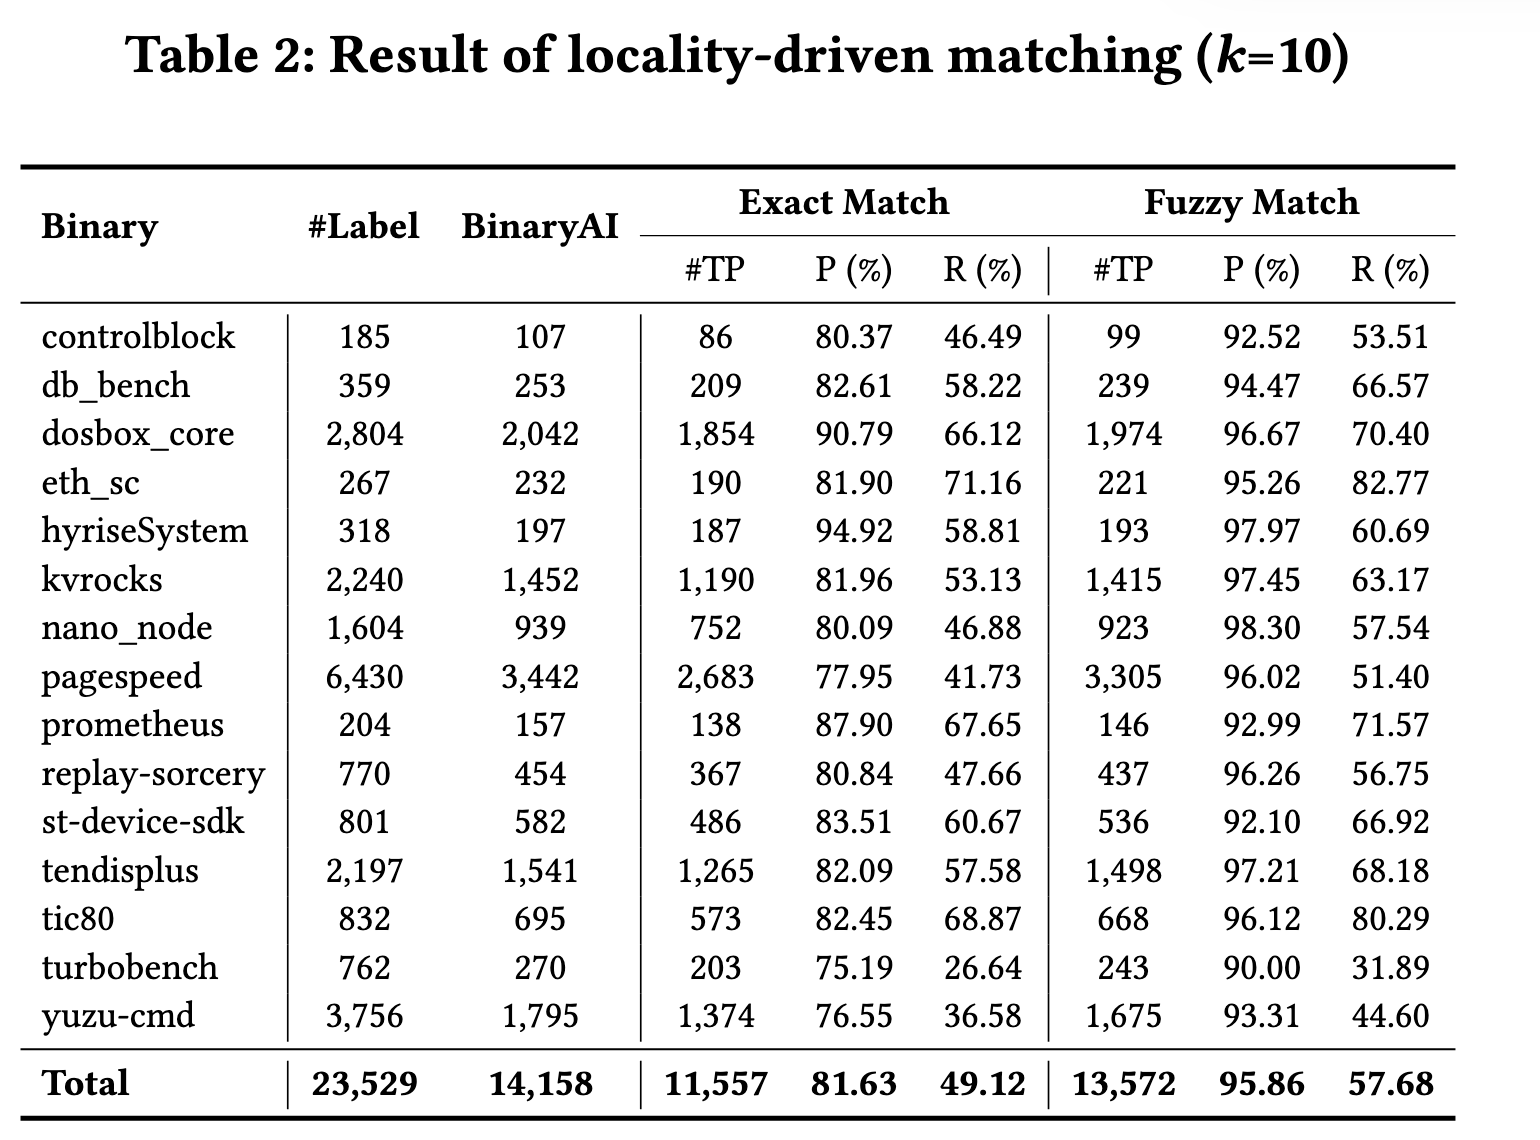 Table 2: Result of locality-driven matching (k=10)
Binary #Label BinaryAI Exact Match Fuzzy Match
#TP P (%) R (%) #TP P (%) R (%)
controlblock 185 107 86 80.37 46.49 99 92.52 53.51
db_bench 359 253 209 82.61 58.22 239 94.47 66.57
dosbox_core 2,804 2,042 1,854 90.79 66.12 1,974 96.67 70.40
eth_sc 267 232 190 81.90 71.16 221 95.26 82.77
hyriseSystem 318 197 187 94.92 58.81 193 97.97 60.69
kvrocks 2,240 1,452 1,190 81.96 53.13 1,415 97.45 63.17
nano_node 1,604 939 752 80.09 46.88 923 98.30 57.54
pagespeed 6,430 3,442 2,683 77.95 41.73 3,305 96.02 51.40
prometheus 204 157 138 87.90 67.65 146 92.99 71.57
replay-sorcery 770 454 367 80.84 47.66 437 96.26 56.75
st-device-sdk 801 582 486 83.51 60.67 536 92.10 66.92
tendisplus 2,197 1,541 1,265 82.09 57.58 1,498 97.21 68.18
tic80 832 695 573 82.45 68.87 668 96.12 80.29
turbobench 762 270 203 75.19 26.64 243 90.00 31.89
yuzu-cmd 3,756 1,795 1,374 76.55 36.58 1,675 93.31 44.60
Total 23,529 14,158 11,557 81.63 49.12 13,572 95.86 57.68